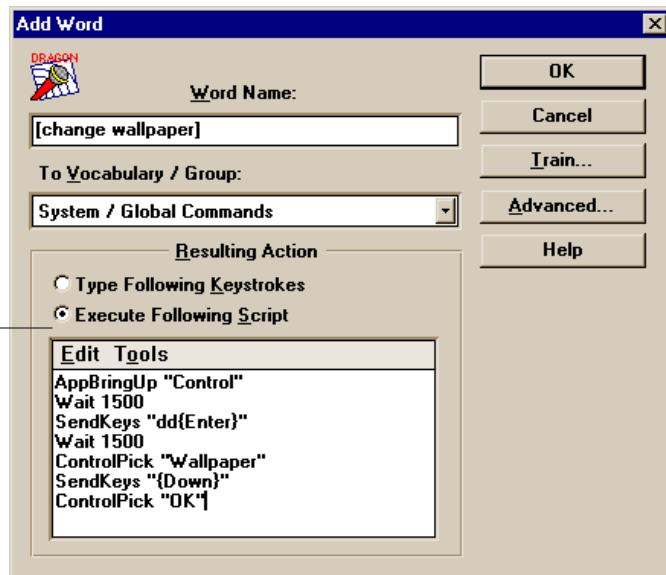 Add Word
DRAGON
Word Name:
[change wallpaper]
To Vocabulary / Group:
System / Global Commands
Resulting Action
Type Following Keystrokes
Execute Following Script
Edit Tools
AppBringUp "Control"
Wait 1500
SendKeys "dd{Enter}"
Wait 1500
ControlPick "Wallpaper"
SendKeys "{Down}"
ControlPick "OK"
OK
Cancel
Train...
Advanced...
Help